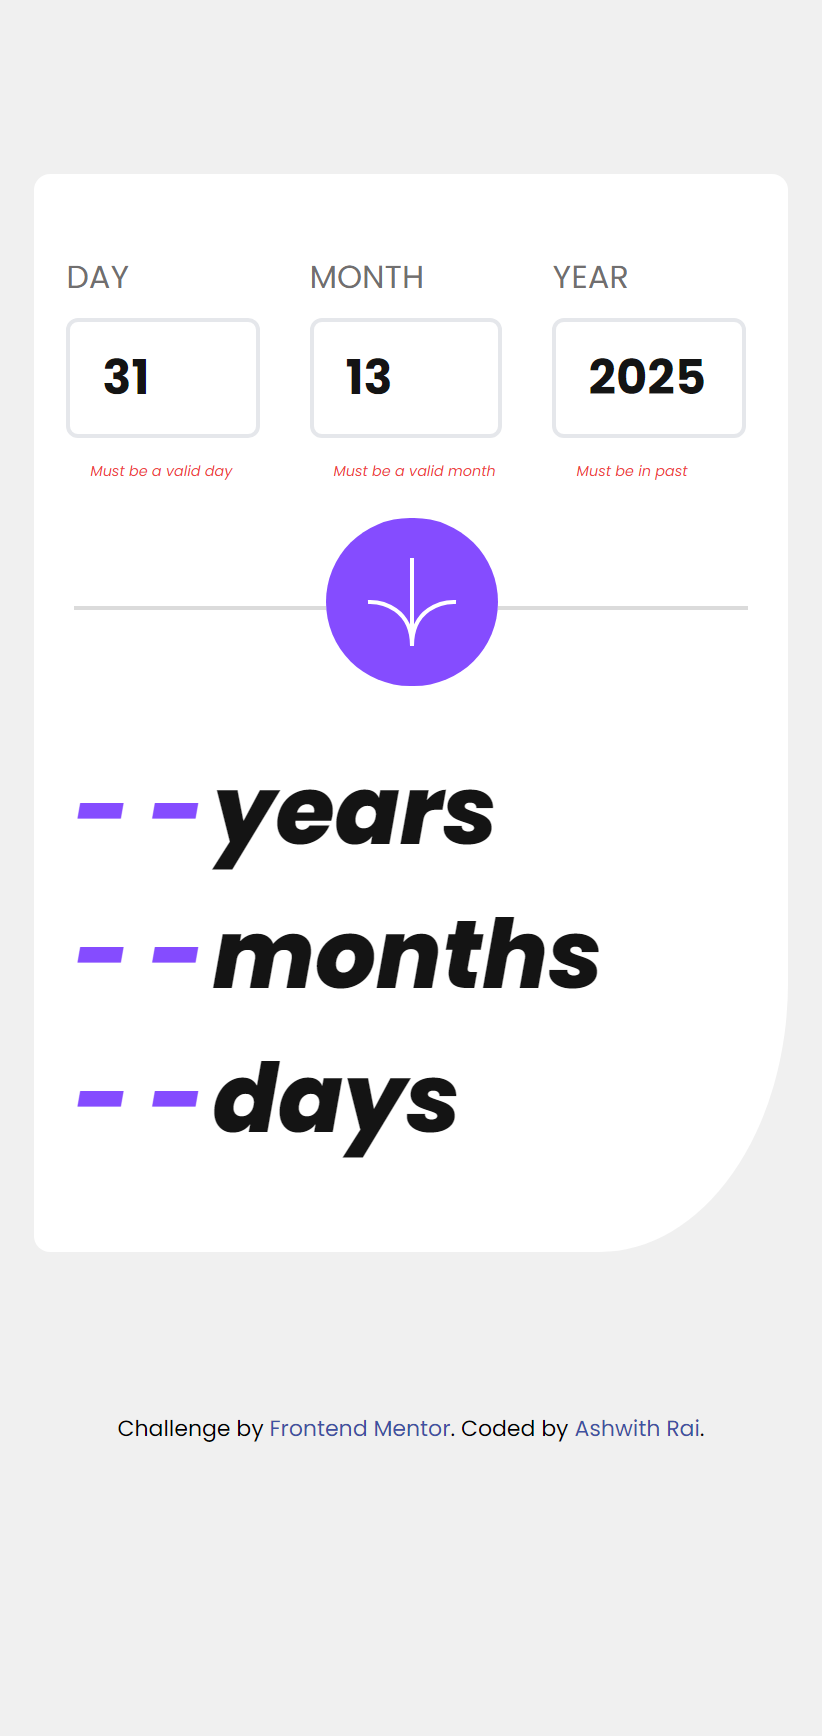 DAY MONTH YEAR
31 13 2025
Must be a valid day Must be a valid month Must be in past
- - years
- - months
- - days
Challenge by Frontend Mentor. Coded by Ashwith Rai.